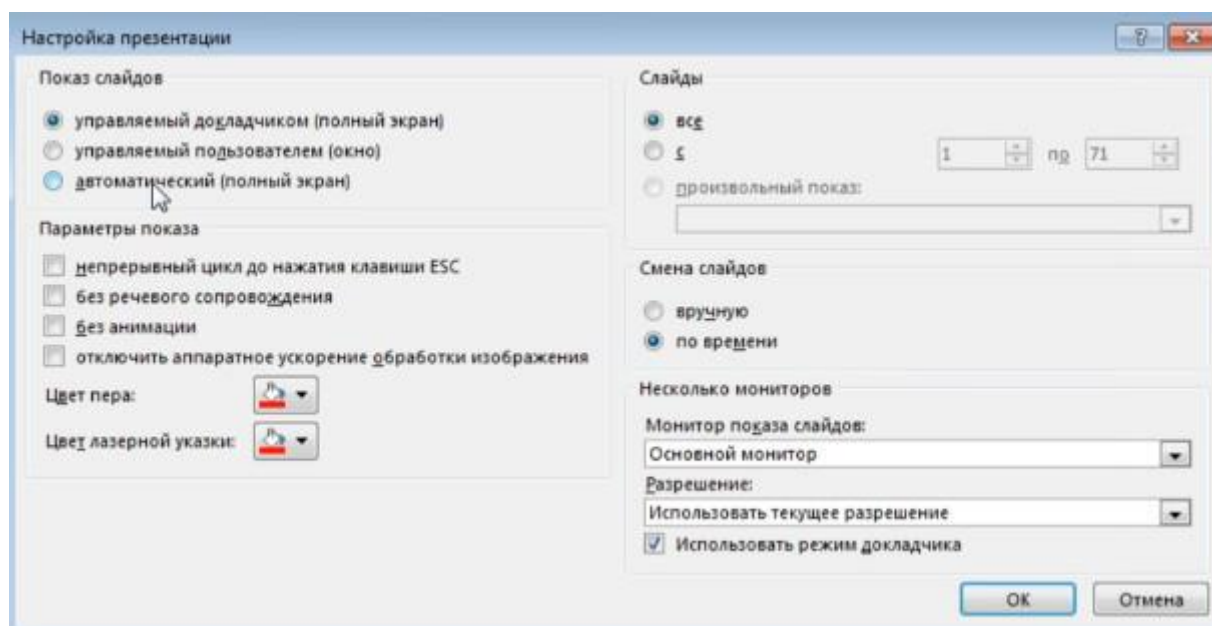 Настройка презентации
Показ слайдов
управляемый докладчиком (полный экран)
управляемый пользователем (окно)
автоматический (полный экран)
Параметры показа
непрерывный цикл до нажатия клавиши ESC
без речевого сопровождения
без анимации
отключить аппаратное ускорение обработки изображения
Цвет пера:
Цвет лазерной указки:
Слайды
все
с 1 по 71
произвольный показ:
Смена слайдов
вручную
по времени
Несколько мониторов
Монитор показа слайдов:
Основной монитор
Разрешение:
Использовать текущее разрешение
Использовать режим докладчика
ОК Отмена